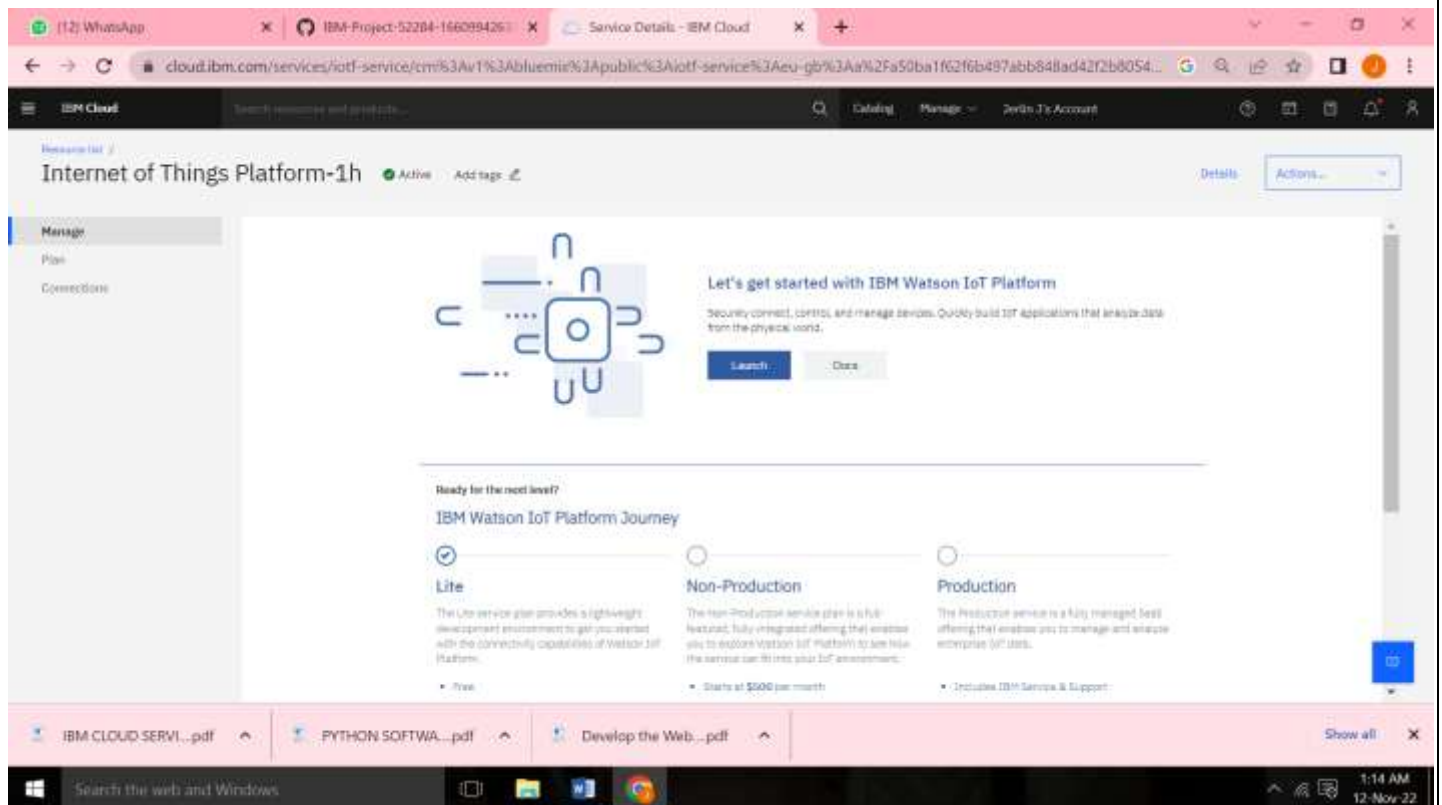 (12) WhatsApp
IBM-Project-52284-1660994263
Service Details - IBM Cloud
cloud.ibm.com/services/iotf-service/crn%3Av1%3Abluemix%3Apublic%3Aiotf-service%3Aeu-gb%3Aa%2Fa50ba1f62f6b497abb848ad42f2b8054...
IBM Cloud
Search resources and products...
Catalog
Manage
Jerlin J's Account
Resource list /
Internet of Things Platform-1h
Active
Add tags
Details
Actions...
Manage
Plan
Connections
Let's get started with IBM Watson IoT Platform
Securely connect, control, and manage devices. Quickly build IoT applications that analyze data
from the physical world.
Launch
Docs
Ready for the next level?
IBM Watson IoT Platform Journey
Lite
The Lite service plan provides a lightweight
development environment to get you started
with the connectivity capabilities of Watson IoT
Platform.
• Free
Non-Production
The Non-Production service plan is a full-
featured, fully integrated offering that enables
you to explore Watson IoT Platform to see how
the service can fit into your IoT environment.
• Starts at $500 per month
Production
The Production service is a fully managed SaaS
offering that enables you to manage and analyze
enterprise IoT data.
• Includes IBM Service & Support
IBM CLOUD SERVI...pdf
PYTHON SOFTWA...pdf
Develop the Web...pdf
Show all
Search the web and Windows
1:14 AM
12-Nov-22